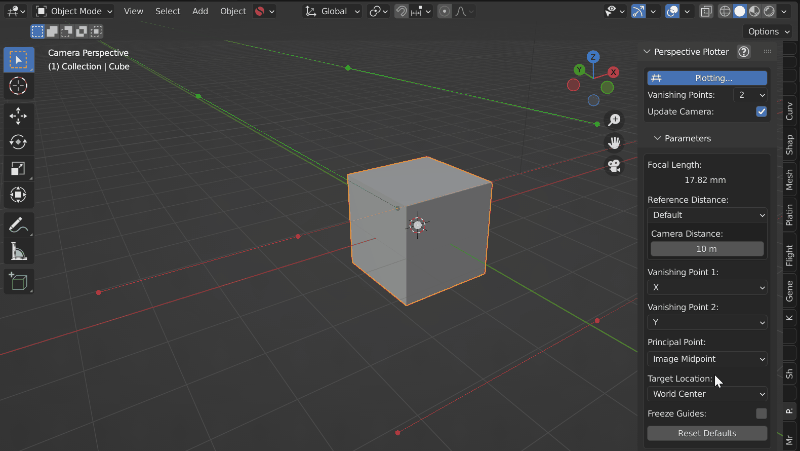 Object Mode View Select Add Object Global
Options
Camera Perspective
(1) Collection | Cube
Z
Y
X
Perspective Plotter ?
Plotting...
Vanishing Points: 2
Update Camera:
Parameters
Focal Length:
17.82 mm
Reference Distance:
Default
Camera Distance:
10 m
Vanishing Point 1:
X
Vanishing Point 2:
Y
Principal Point:
Image Midpoint
Target Location:
World Center
Freeze Guides:
Reset Defaults
Curv
Shap
Mesh
Platin
Flight
Gene
K
Sh
P.
Mr